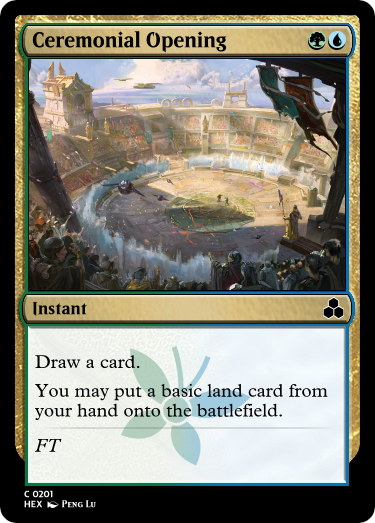 Ceremonial Opening
Instant
Draw a card.
You may put a basic land card from
your hand onto the battlefield.
FT
C 0201
HEX Peng Lu